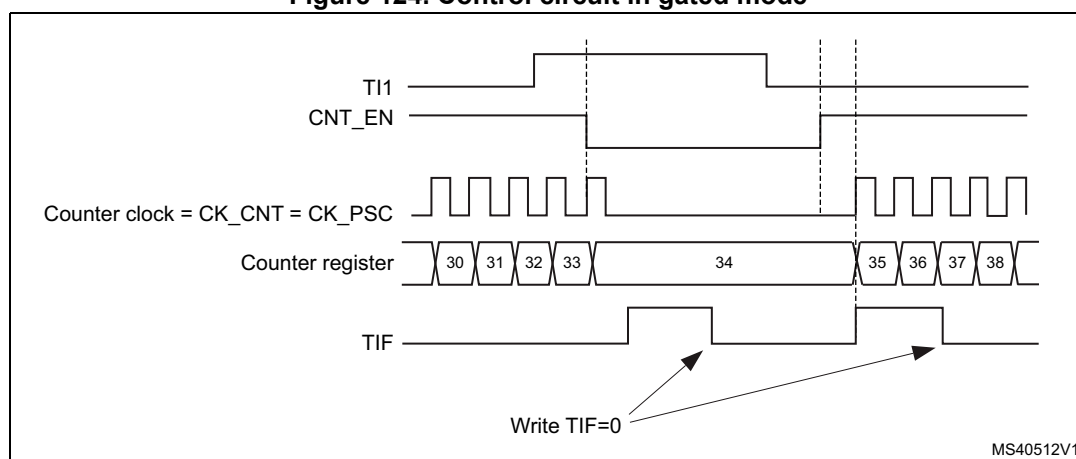 Figure 124. Control circuit in gated mode
TI1
CNT_EN
Counter clock = CK_CNT = CK_PSC
Counter register
30 31 32 33 34 35 36 37 38
TIF
Write TIF=0
MS40512V1